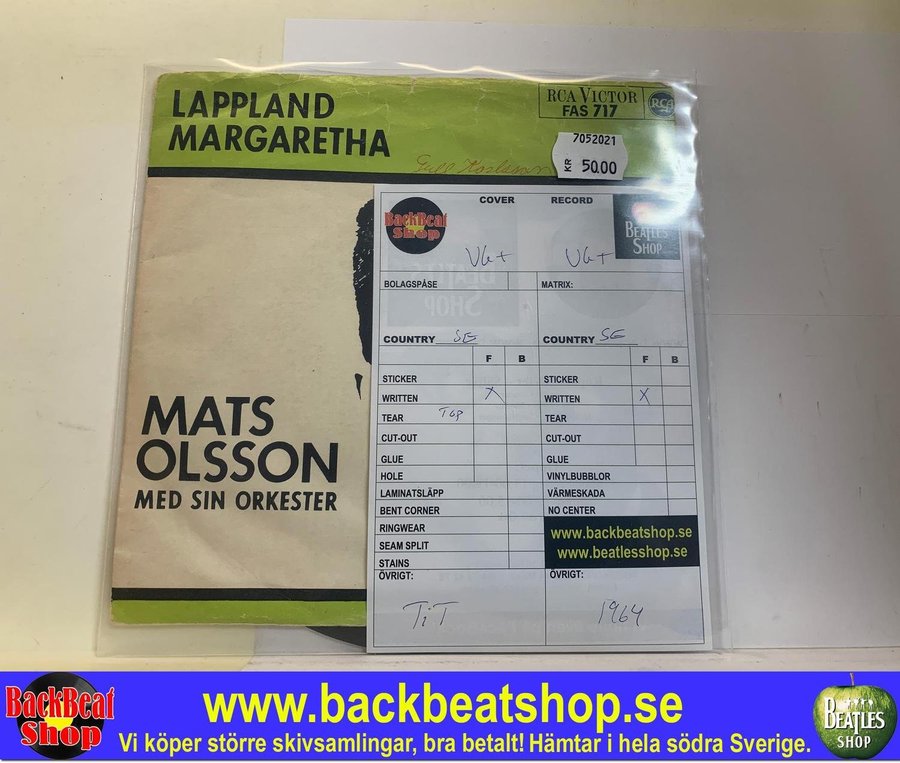 LAPPLAND
MARGARETHA
RCA VICTOR
FAS 717
RCA
7052021
KR 50.00
MATS
OLSSON
MED SIN ORKESTER
COVER RECORD
BackBeat
Shop
BEATLES
SHOP
VG+ VG+
BOLAGSPÅSE MATRIX:
COUNTRY SE COUNTRY SE
F B F B
STICKER STICKER
WRITTEN X WRITTEN X
TEAR TOP TEAR
CUT-OUT CUT-OUT
GLUE GLUE
HOLE VINYLBUBBLOR
LAMINATSLÄPP VÄRMESKADA
BENT CORNER NO CENTER
RINGWEAR
SEAM SPLIT
STAINS
www.backbeatshop.se
www.beatlesshop.se
ÖVRIGT: ÖVRIGT:
TiT 1964
BackBeat
Shop
www.backbeatshop.se
Vi köper större skivsamlingar, bra betalt! Hämtar i hela södra Sverige.
BEATLES
SHOP